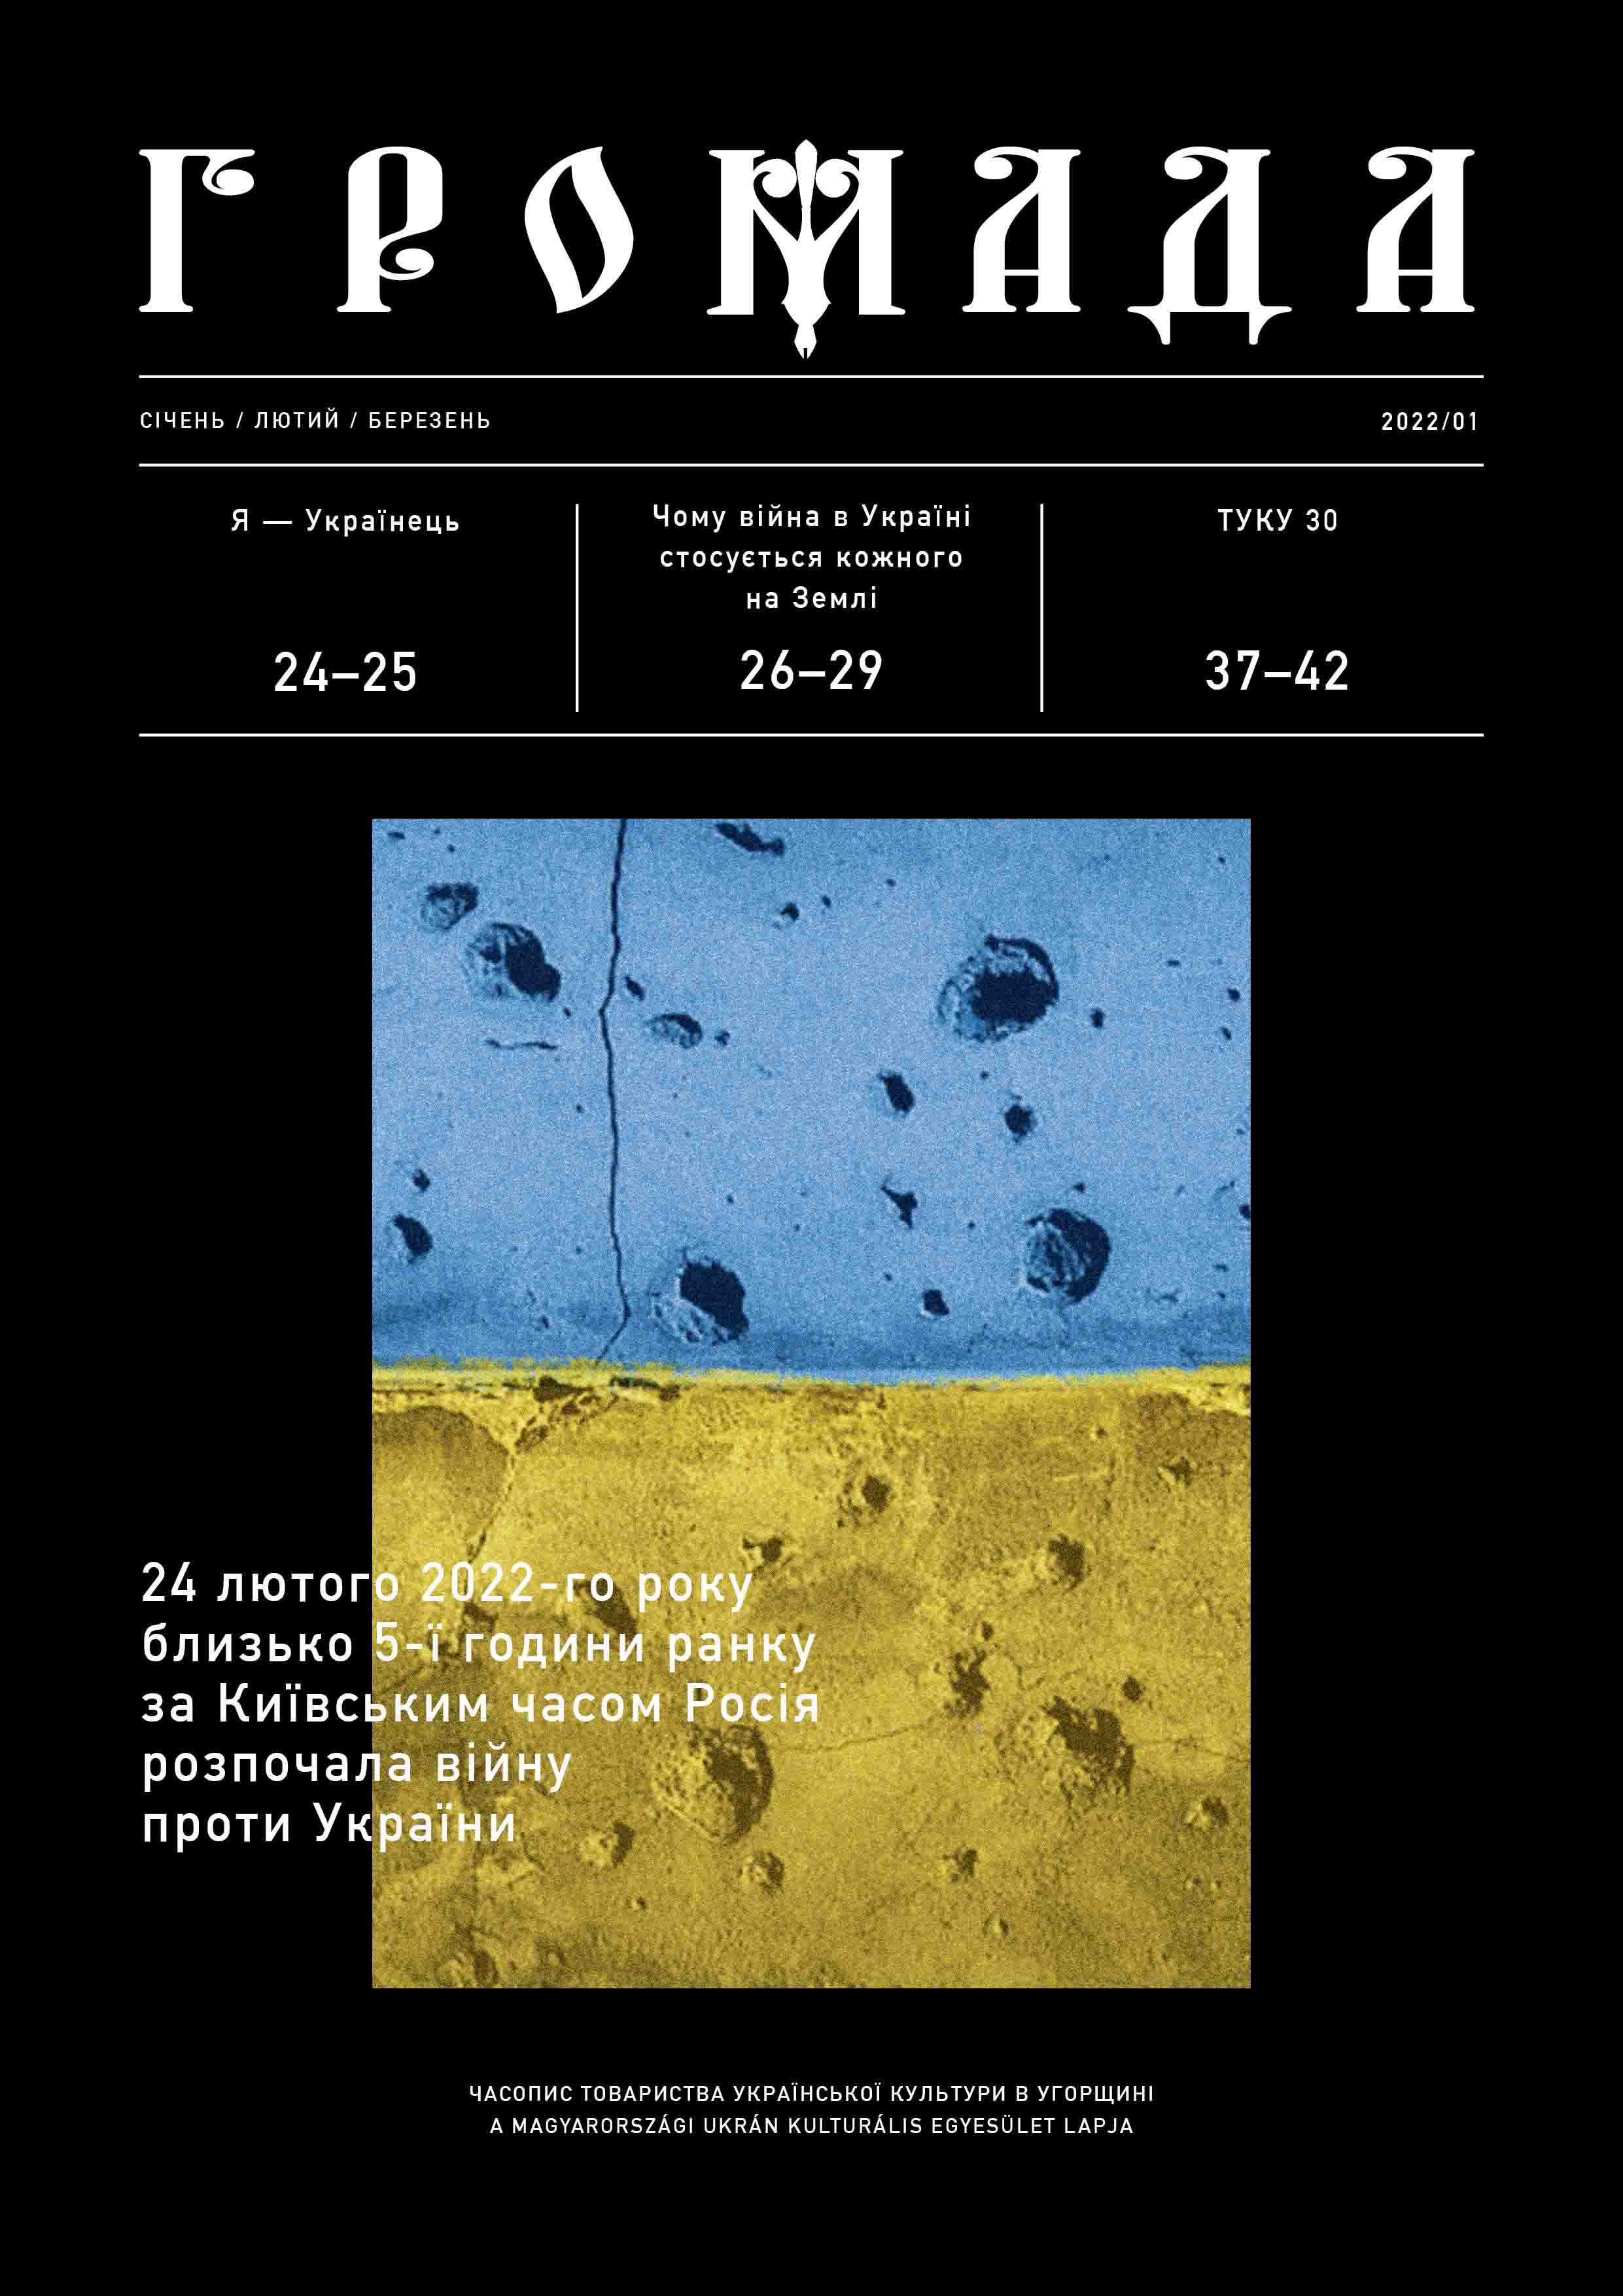 ГРОМАДА
СІЧЕНЬ / ЛЮТИЙ / БЕРЕЗЕНЬ
2022/01
Я — Українець
24–25
Чому війна в Україні
стосується кожного
на Землі
26–29
ТУКУ 30
37–42
24 лютого 2022-го року
близько 5-ї години ранку
за Київським часом Росія
розпочала війну
проти України
ЧАСОПИС ТОВАРИСТВА УКРАЇНСЬКОЇ КУЛЬТУРИ В УГОРЩИНІ
A MAGYARORSZÁGI UKRÁN KULTURÁLIS EGYESÜLET LAPJA